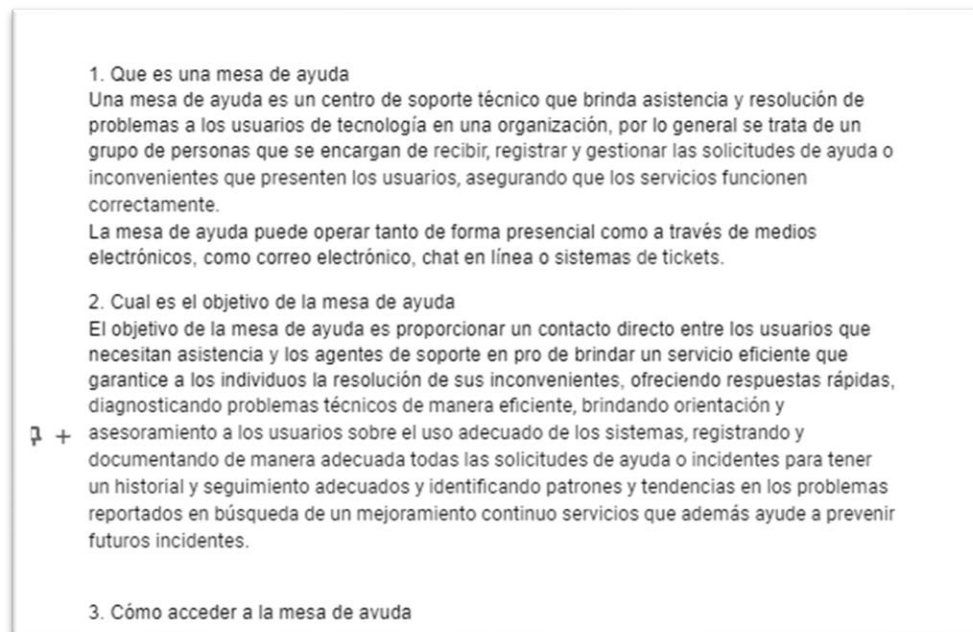 1. Que es una mesa de ayuda
Una mesa de ayuda es un centro de soporte técnico que brinda asistencia y resolución de
problemas a los usuarios de tecnología en una organización, por lo general se trata de un
grupo de personas que se encargan de recibir, registrar y gestionar las solicitudes de ayuda o
inconvenientes que presenten los usuarios, asegurando que los servicios funcionen
correctamente.
La mesa de ayuda puede operar tanto de forma presencial como a través de medios
electrónicos, como correo electrónico, chat en línea o sistemas de tickets.
2. Cual es el objetivo de la mesa de ayuda
El objetivo de la mesa de ayuda es proporcionar un contacto directo entre los usuarios que
necesitan asistencia y los agentes de soporte en pro de brindar un servicio eficiente que
garantice a los individuos la resolución de sus inconvenientes, ofreciendo respuestas rápidas,
diagnosticando problemas técnicos de manera eficiente, brindando orientación y
asesoramiento a los usuarios sobre el uso adecuado de los sistemas, registrando y
documentando de manera adecuada todas las solicitudes de ayuda o incidentes para tener
un historial y seguimiento adecuados y identificando patrones y tendencias en los problemas
reportados en búsqueda de un mejoramiento continuo servicios que además ayude a prevenir
futuros incidentes.
3. Cómo acceder a la mesa de ayuda